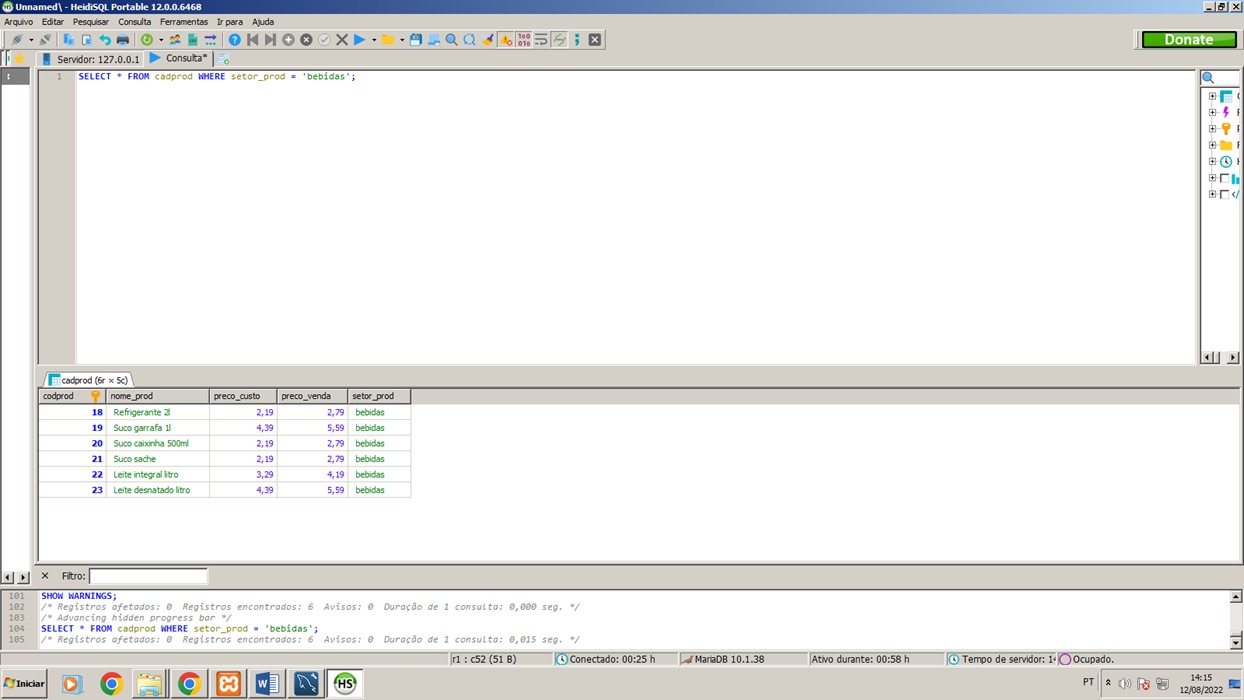 Unnamed\ - HeidiSQL Portable 12.0.0.6468
Arquivo Editar Pesquisar Consulta Ferramentas Ir para Ajuda
Donate
Servidor: 127.0.0.1 Consulta*
1 SELECT * FROM cadprod WHERE setor_prod = 'bebidas';
cadprod (6r × 5c)
codprod nome_prod preco_custo preco_venda setor_prod
18 Refrigerante 2l 2,19 2,79 bebidas
19 Suco garrafa 1l 4,39 5,59 bebidas
20 Suco caixinha 500ml 2,19 2,79 bebidas
21 Suco sache 2,19 2,79 bebidas
22 Leite integral litro 3,29 4,19 bebidas
23 Leite desnatado litro 4,39 5,59 bebidas
Filtro:
101 SHOW WARNINGS;
102 /* Registros afetados: 0 Registros encontrados: 6 Avisos: 0 Duração de 1 consulta: 0,000 seg. */
103 /* Advancing hidden progress bar */
104 SELECT * FROM cadprod WHERE setor_prod = 'bebidas';
105 /* Registros afetados: 0 Registros encontrados: 6 Avisos: 0 Duração de 1 consulta: 0,015 seg. */
r1 : c52 (51 B) Conectado: 00:25 h MariaDB 10.1.38 Ativo durante: 00:58 h Tempo de servidor: 14 Ocupado.
Iniciar
PT
14:15
12/08/2022